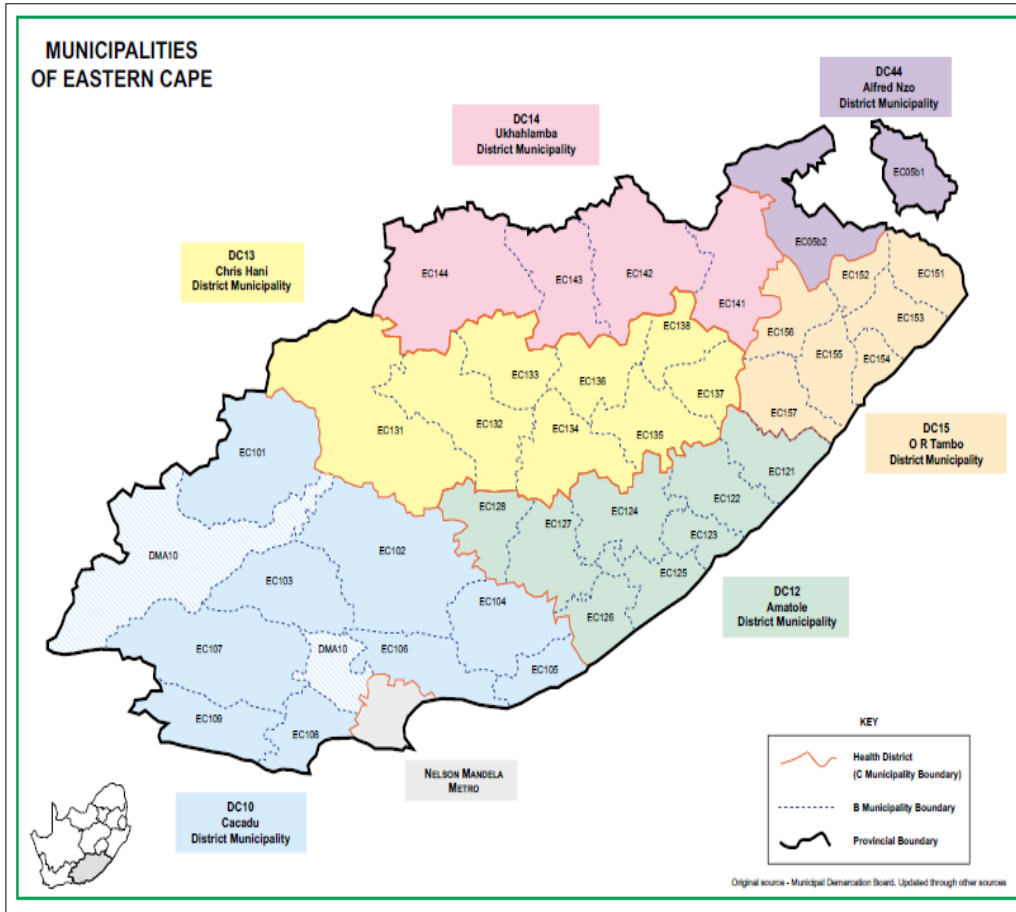 MUNICIPALITIES
OF EASTERN CAPE
DC44
Alfred Nzo
District Municipality
DC14
Ukhahlamba
District Municipality
EC05b1
DC13
Chris Hani
District Municipality
EC05b2
EC144
EC143
EC142
EC141
EC152
EC151
EC138
EC156
EC153
EC155
EC154
EC133
EC136
EC137
EC131
EC132
EC134
EC135
EC157
DC15
O R Tambo
District Municipality
EC101
EC121
EC128
EC127
EC124
EC122
EC123
DMA10
EC102
EC103
EC125
EC104
EC126
DC12
Amatole
District Municipality
EC107
DMA10
EC106
EC105
EC109
EC108
NELSON MANDELA
METRO
DC10
Cacadu
District Municipality
KEY
Health District
(C Municipality Boundary)
B Municipality Boundary
Provincial Boundary
Original source - Municipal Demarcation Board. Updated through other sources